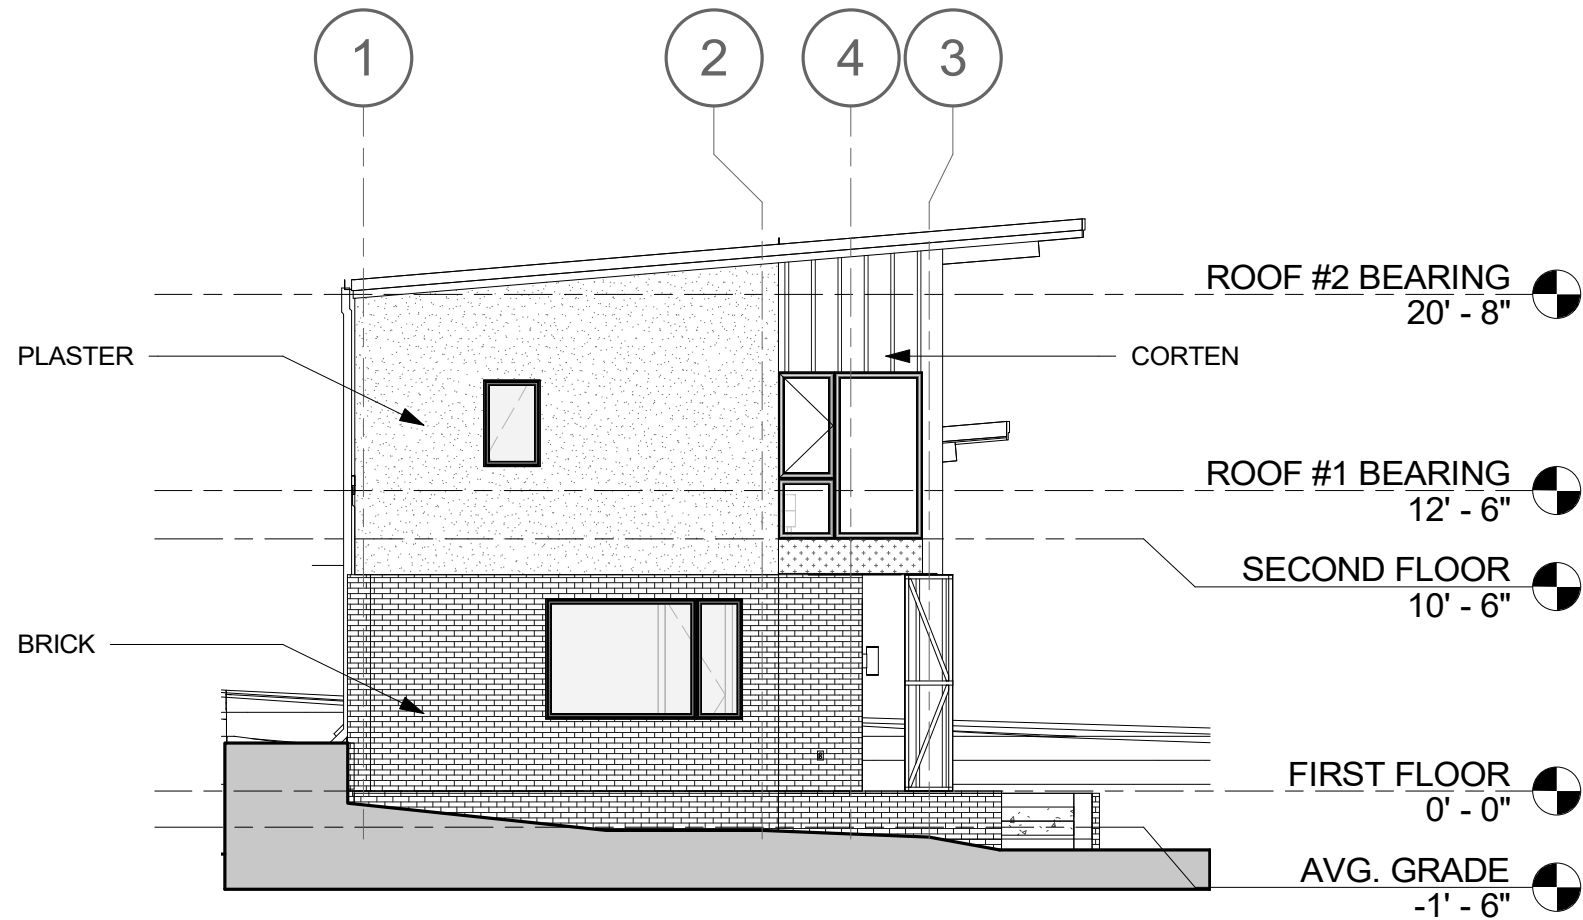 1
2
4
3
ROOF #2 BEARING
20' - 8"
PLASTER
CORTEN
ROOF #1 BEARING
12' - 6"
SECOND FLOOR
10' - 6"
BRICK
FIRST FLOOR
0' - 0"
AVG. GRADE
-1' - 6"